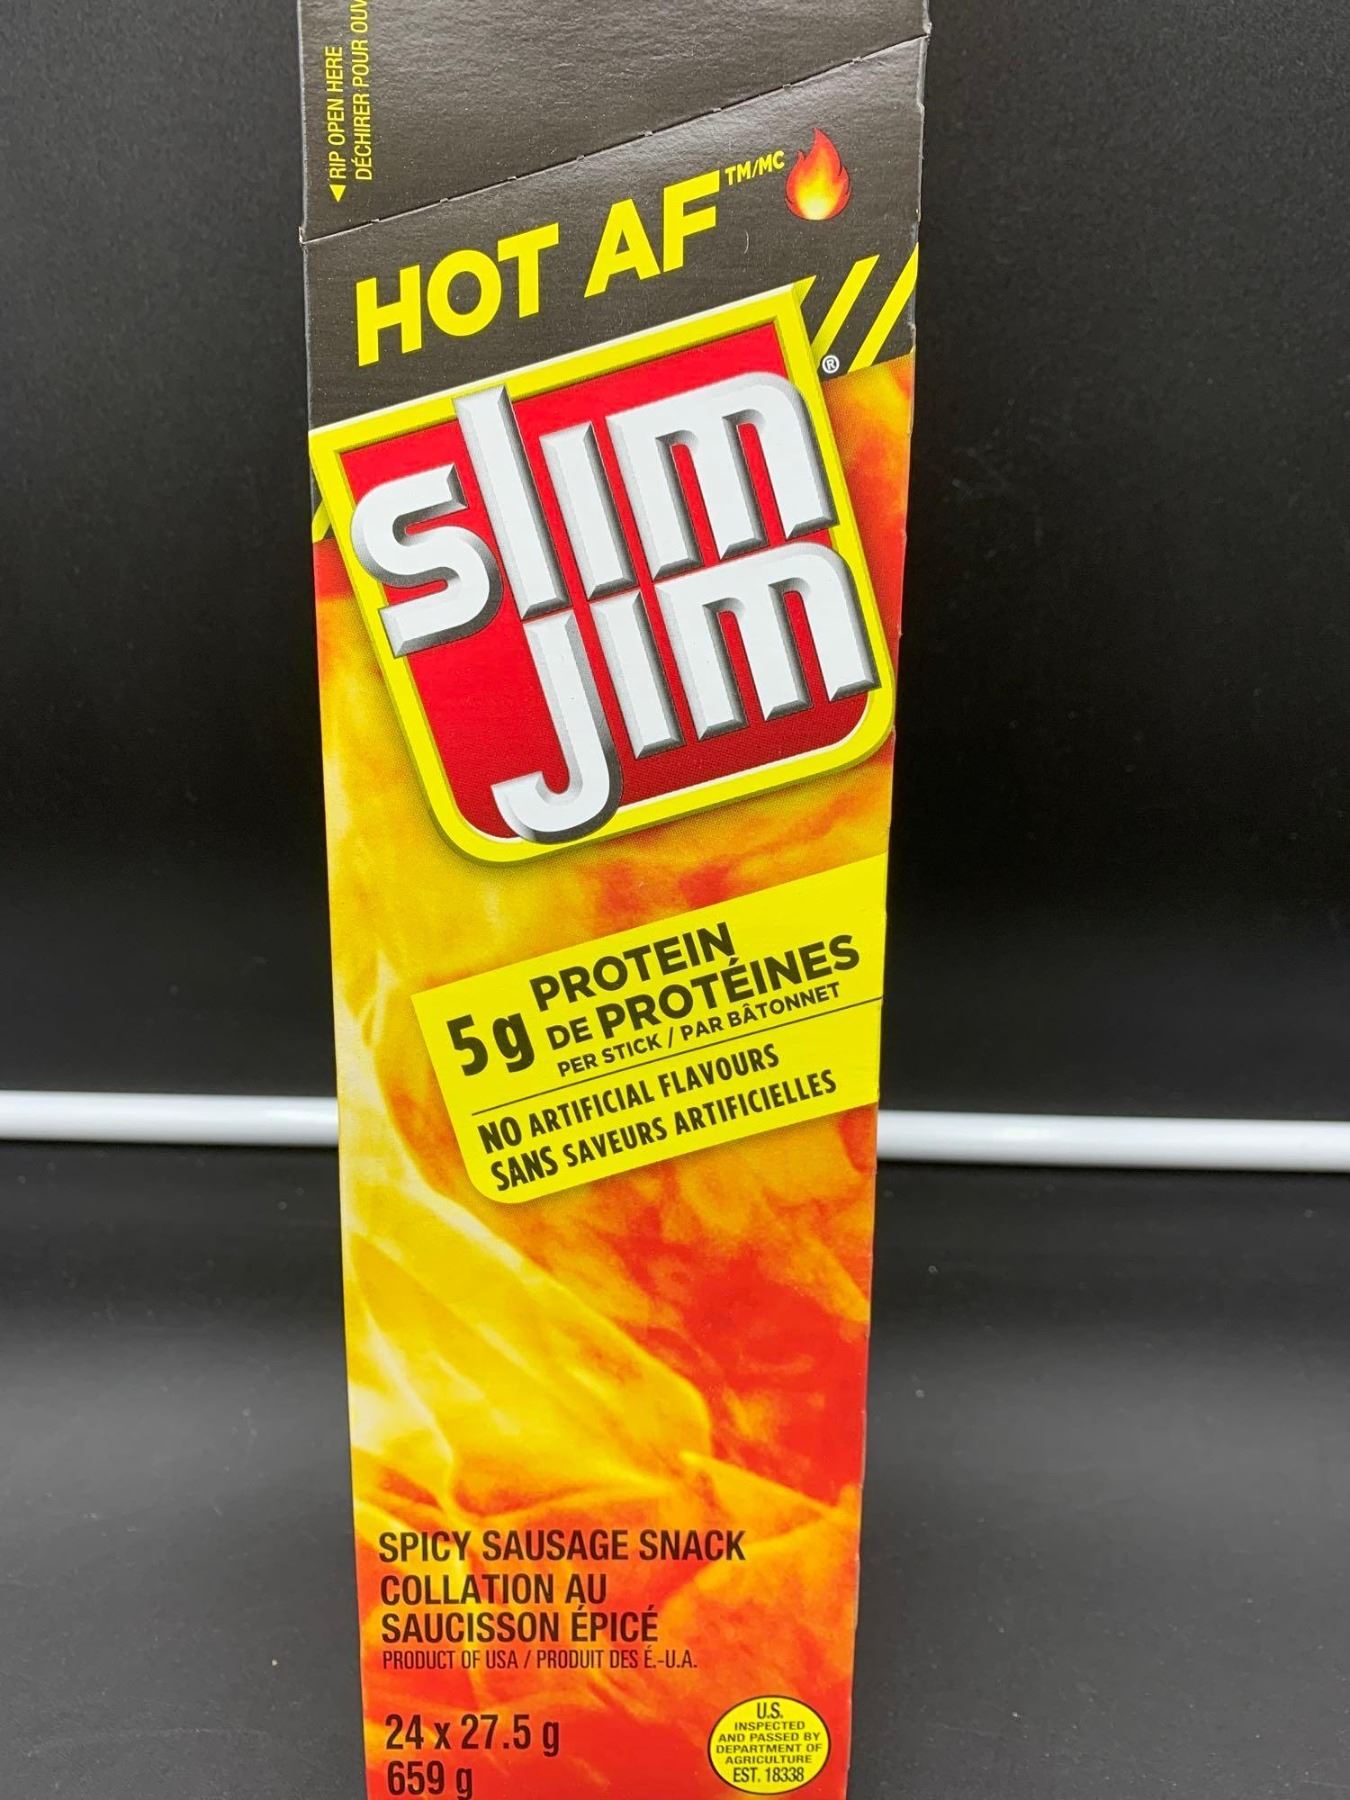 ◀ RIP OPEN HERE
DÉCHIRER POUR
HOT AF TM/MC
slim
jim ®
5 g PROTEIN
DE PROTÉINES
PER STICK / PAR BÂTONNET
NO ARTIFICIAL FLAVOURS
SANS SAVEURS ARTIFICIELLES
SPICY SAUSAGE SNACK
COLLATION AU
SAUCISSON ÉPICÉ
PRODUCT OF USA / PRODUIT DES É.-U.A.
24 x 27.5 g
659 g
U.S.
INSPECTED
AND PASSED BY
DEPARTMENT OF
AGRICULTURE
EST. 18338